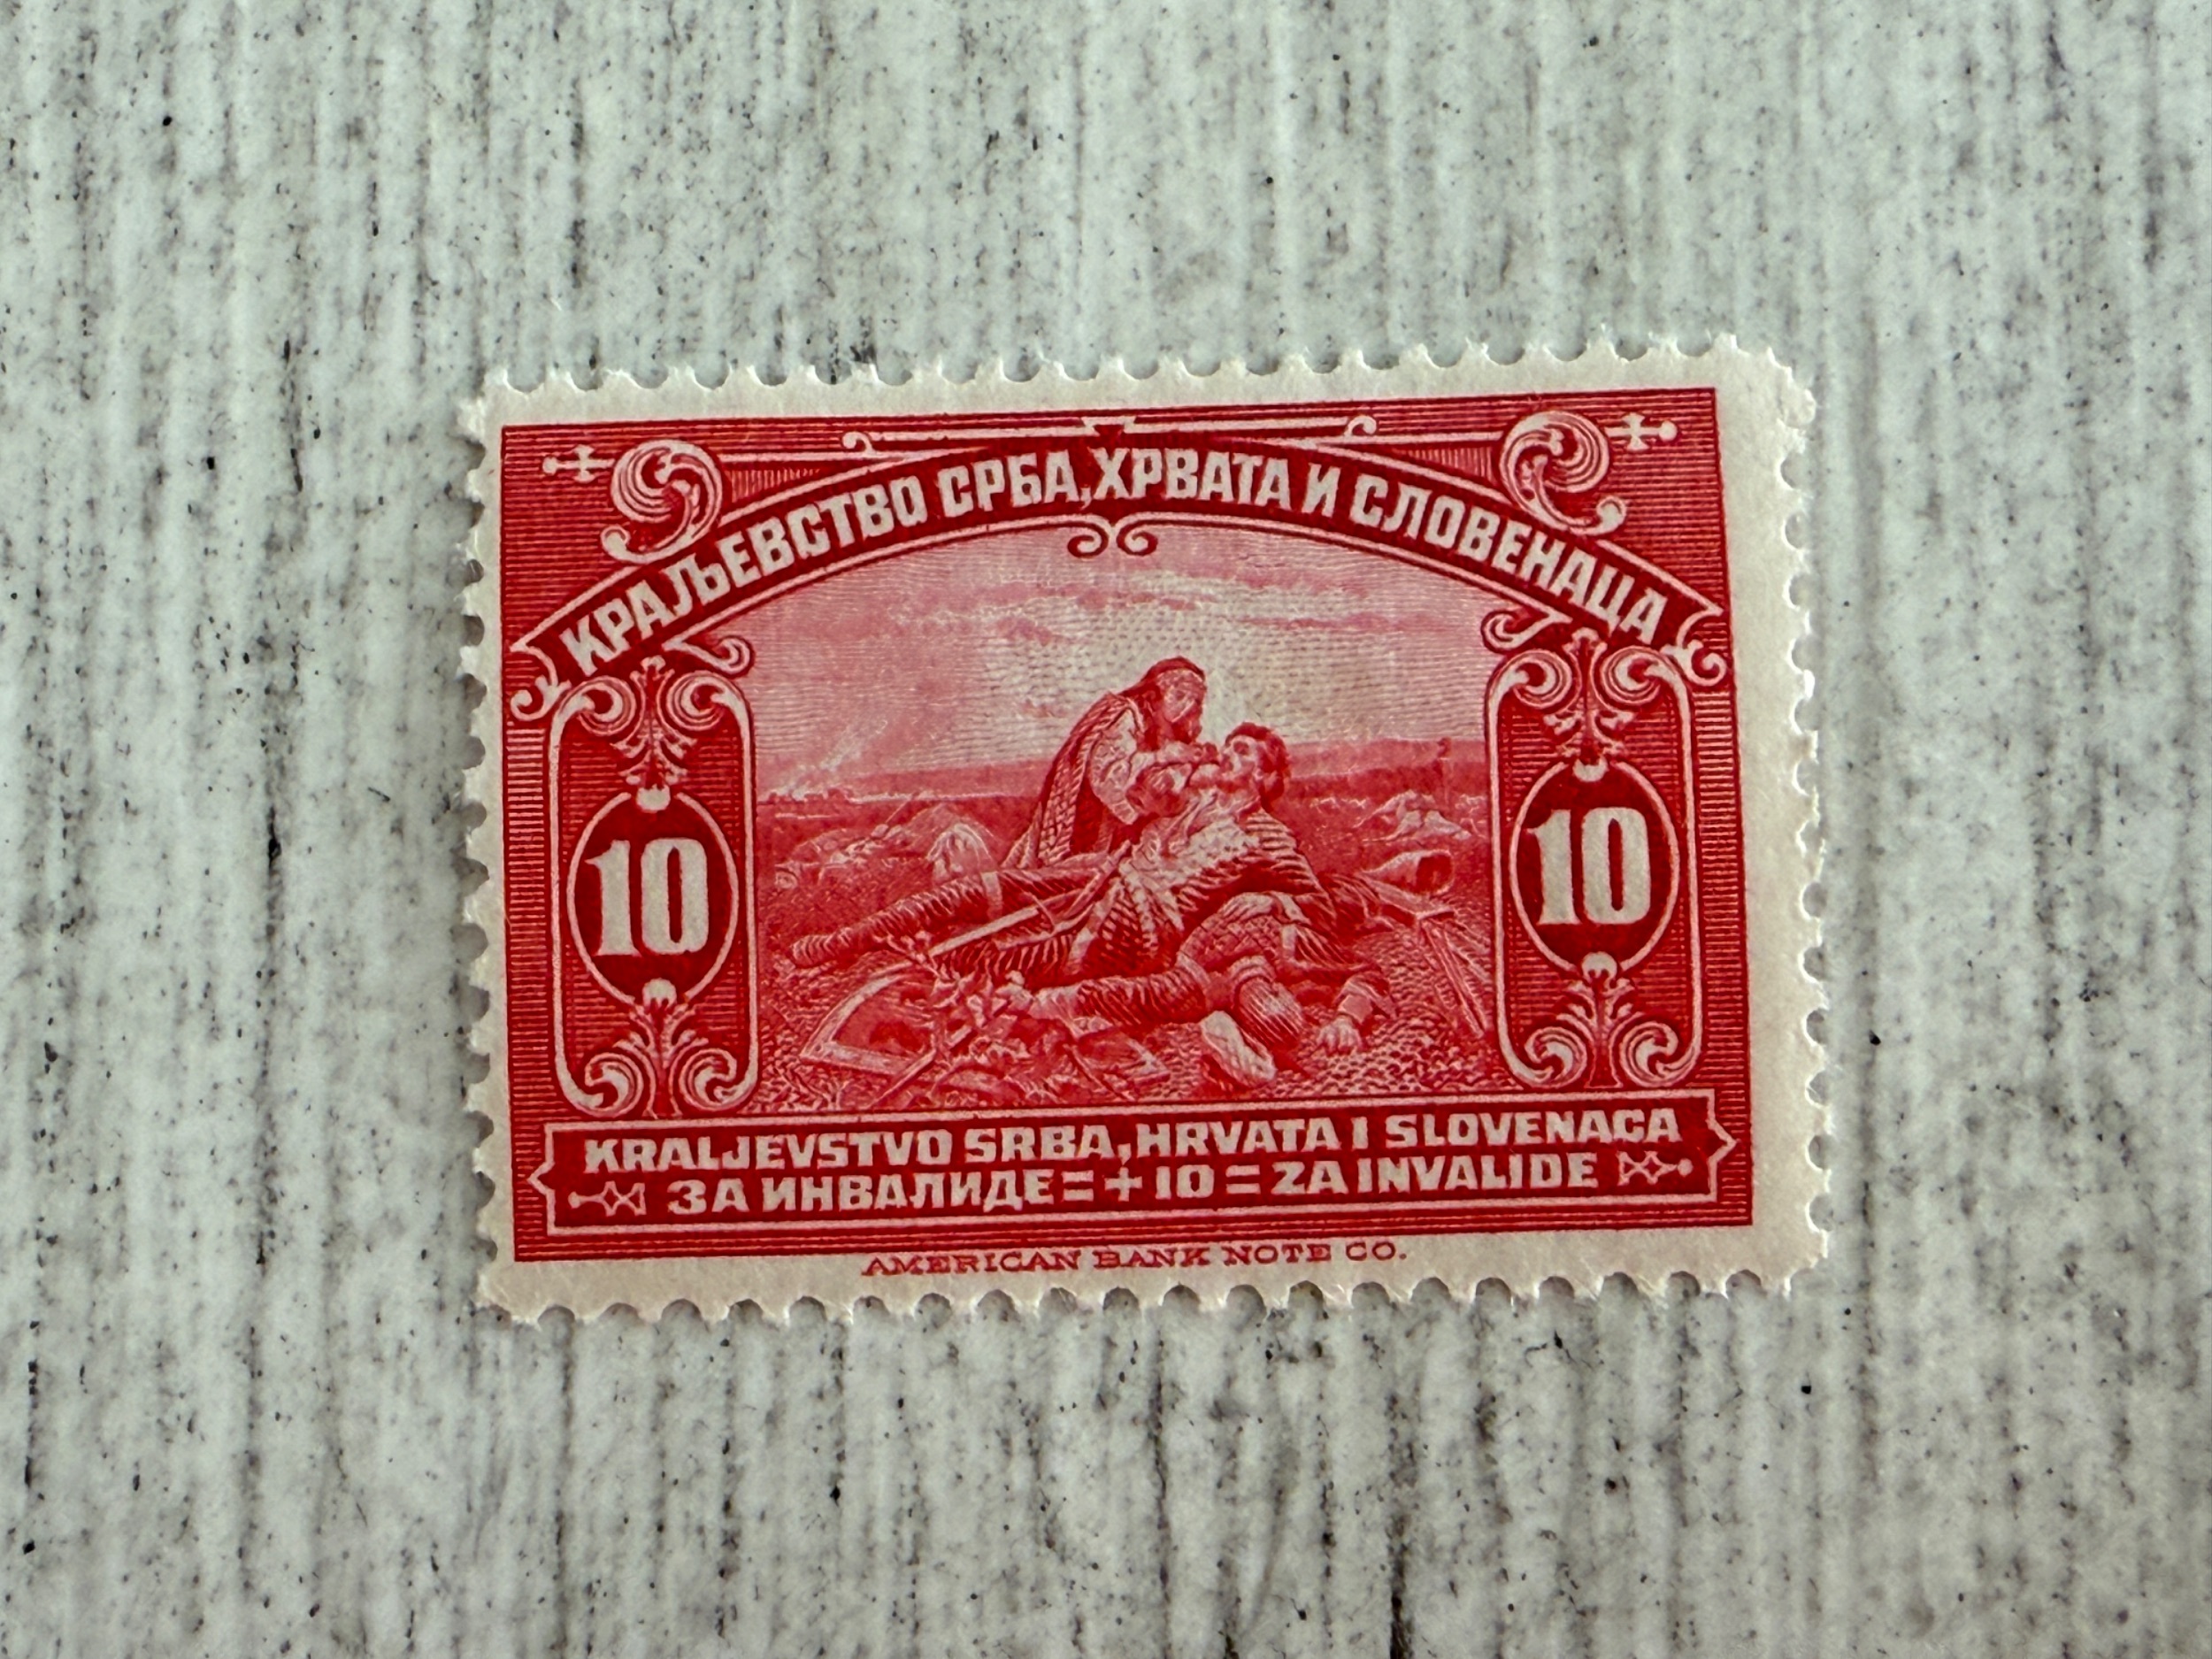 КРАЉЕВСТВО СРБА, ХРВАТА И СЛОВЕНАЦА
10
10
KRALJEVSTVO SRBA, HRVATA I SLOVENACA
ЗА ИНВАЛИДЕ = + 10 = ZA INVALIDE
AMERICAN BANK NOTE CO.